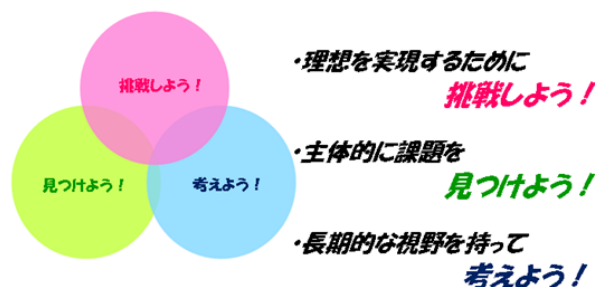 挑戦しよう！
見つけよう！
考えよう！
・理想を実現するために
挑戦しよう！
・主体的に課題を
見つけよう！
・長期的な視野を持って
考えよう！